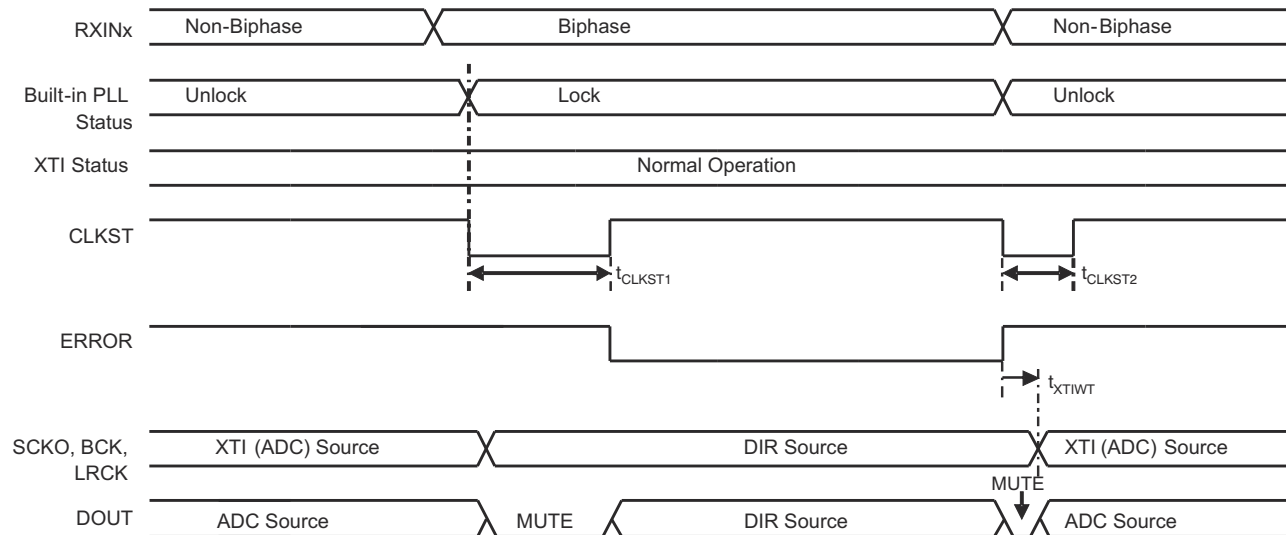 RXINx Non-Biphase Biphase Non-Biphase
Built-in PLL Status Unlock Lock Unlock
XTI Status Normal Operation
CLKST
tCLKST1 tCLKST2
ERROR
tXTIWT
SCKO, BCK, LRCK XTI (ADC) Source DIR Source XTI (ADC) Source
MUTE
DOUT ADC Source MUTE DIR Source ADC Source